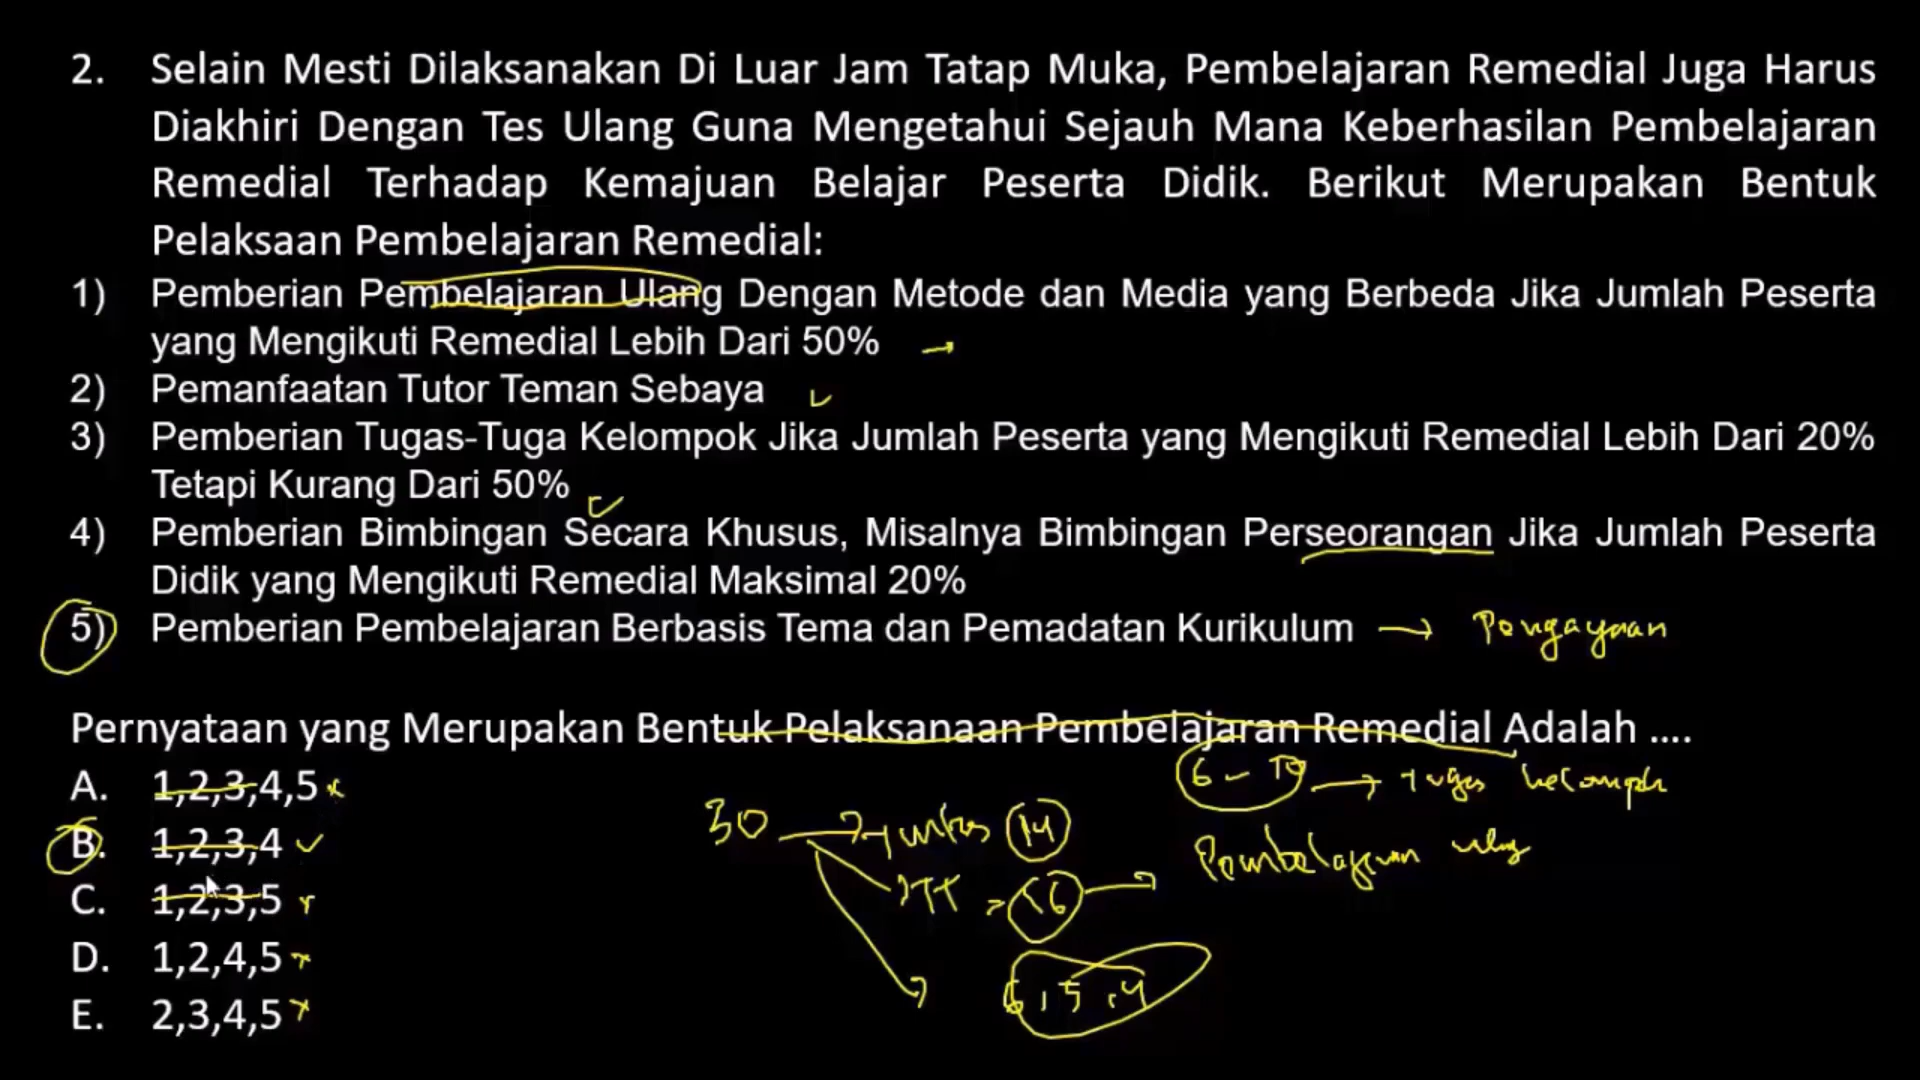 2. Selain Mesti Dilaksanakan Di Luar Jam Tatap Muka, Pembelajaran Remedial Juga Harus
Diakhiri Dengan Tes Ulang Guna Mengetahui Sejauh Mana Keberhasilan Pembelajaran
Remedial Terhadap Kemajuan Belajar Peserta Didik. Berikut Merupakan Bentuk
Pelaksaan Pembelajaran Remedial:
1) Pemberian Pembelajaran Ulang Dengan Metode dan Media yang Berbeda Jika Jumlah Peserta
yang Mengikuti Remedial Lebih Dari 50%
2) Pemanfaatan Tutor Teman Sebaya
3) Pemberian Tugas-Tuga Kelompok Jika Jumlah Peserta yang Mengikuti Remedial Lebih Dari 20%
Tetapi Kurang Dari 50%
4) Pemberian Bimbingan Secara Khusus, Misalnya Bimbingan Perseorangan Jika Jumlah Peserta
Didik yang Mengikuti Remedial Maksimal 20%
5) Pemberian Pembelajaran Berbasis Tema dan Pemadatan Kurikulum → Pengayaan
Pernyataan yang Merupakan Bentuk Pelaksanaan Pembelajaran Remedial Adalah ....
A. 1,2,3,4,5
B. 1,2,3,4
C. 1,2,3,5
D. 1,2,4,5
E. 2,3,4,5
6 - 10 → Tugas
30 → 14
16 → Pembelajaran
5, 4